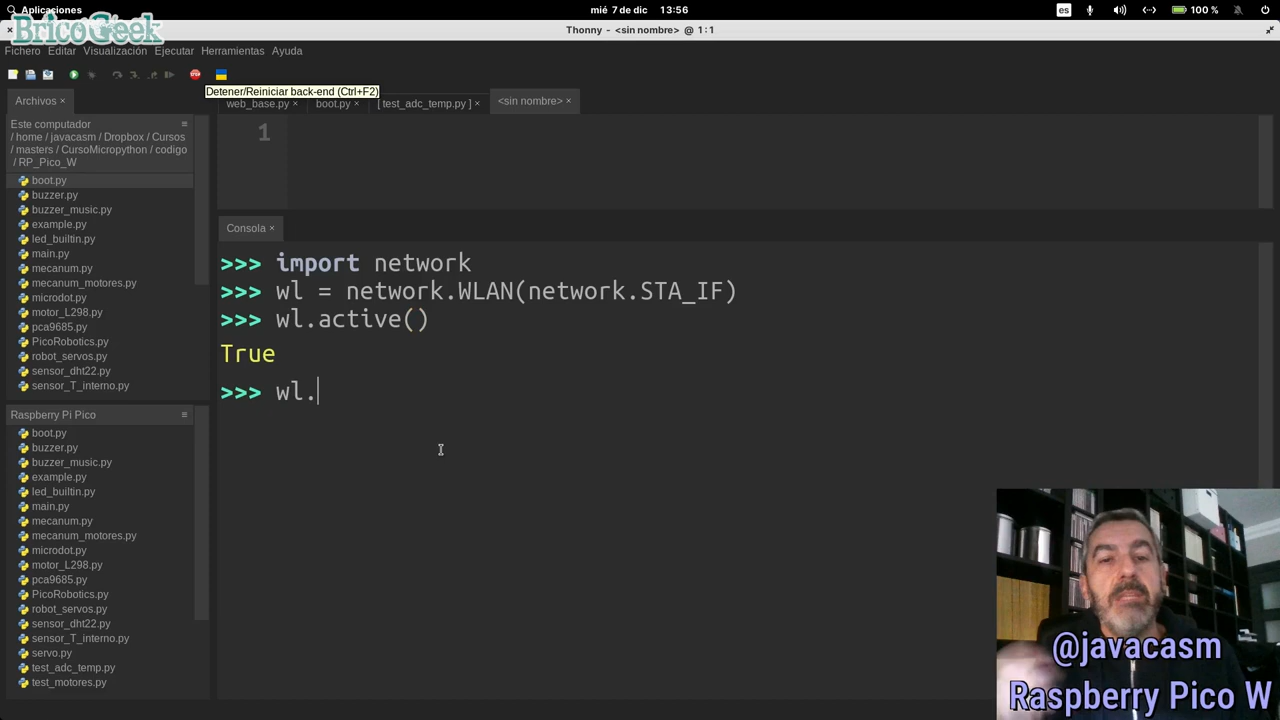 Aplicaciones
mié 7 de dic 13:56
es
100 %
BricoGeek
Thonny - <sin nombre> @ 1 : 1
Fichero Editar Visualización Ejecutar Herramientas Ayuda
Detener/Reiniciar back-end (Ctrl+F2)
Archivos ×
web_base.py × boot.py × [ test_adc_temp.py ] × <sin nombre> ×
Este computador
/ home / javacasm / Dropbox / Cursos
/ masters / CursoMicropython / codigo
/ RP_Pico_W
boot.py
buzzer.py
buzzer_music.py
example.py
led_builtin.py
main.py
mecanum.py
mecanum_motores.py
microdot.py
motor_L298.py
pca9685.py
PicoRobotics.py
robot_servos.py
sensor_dht22.py
sensor_T_interno.py
Raspberry Pi Pico
boot.py
buzzer.py
buzzer_music.py
example.py
led_builtin.py
main.py
mecanum.py
mecanum_motores.py
microdot.py
motor_L298.py
pca9685.py
PicoRobotics.py
robot_servos.py
sensor_dht22.py
sensor_T_interno.py
servo.py
test_adc_temp.py
test_motores.py
1
Consola ×
>>> import network
>>> wl = network.WLAN(network.STA_IF)
>>> wl.active()
True
>>> wl.
@javacasm
Raspberry Pico W